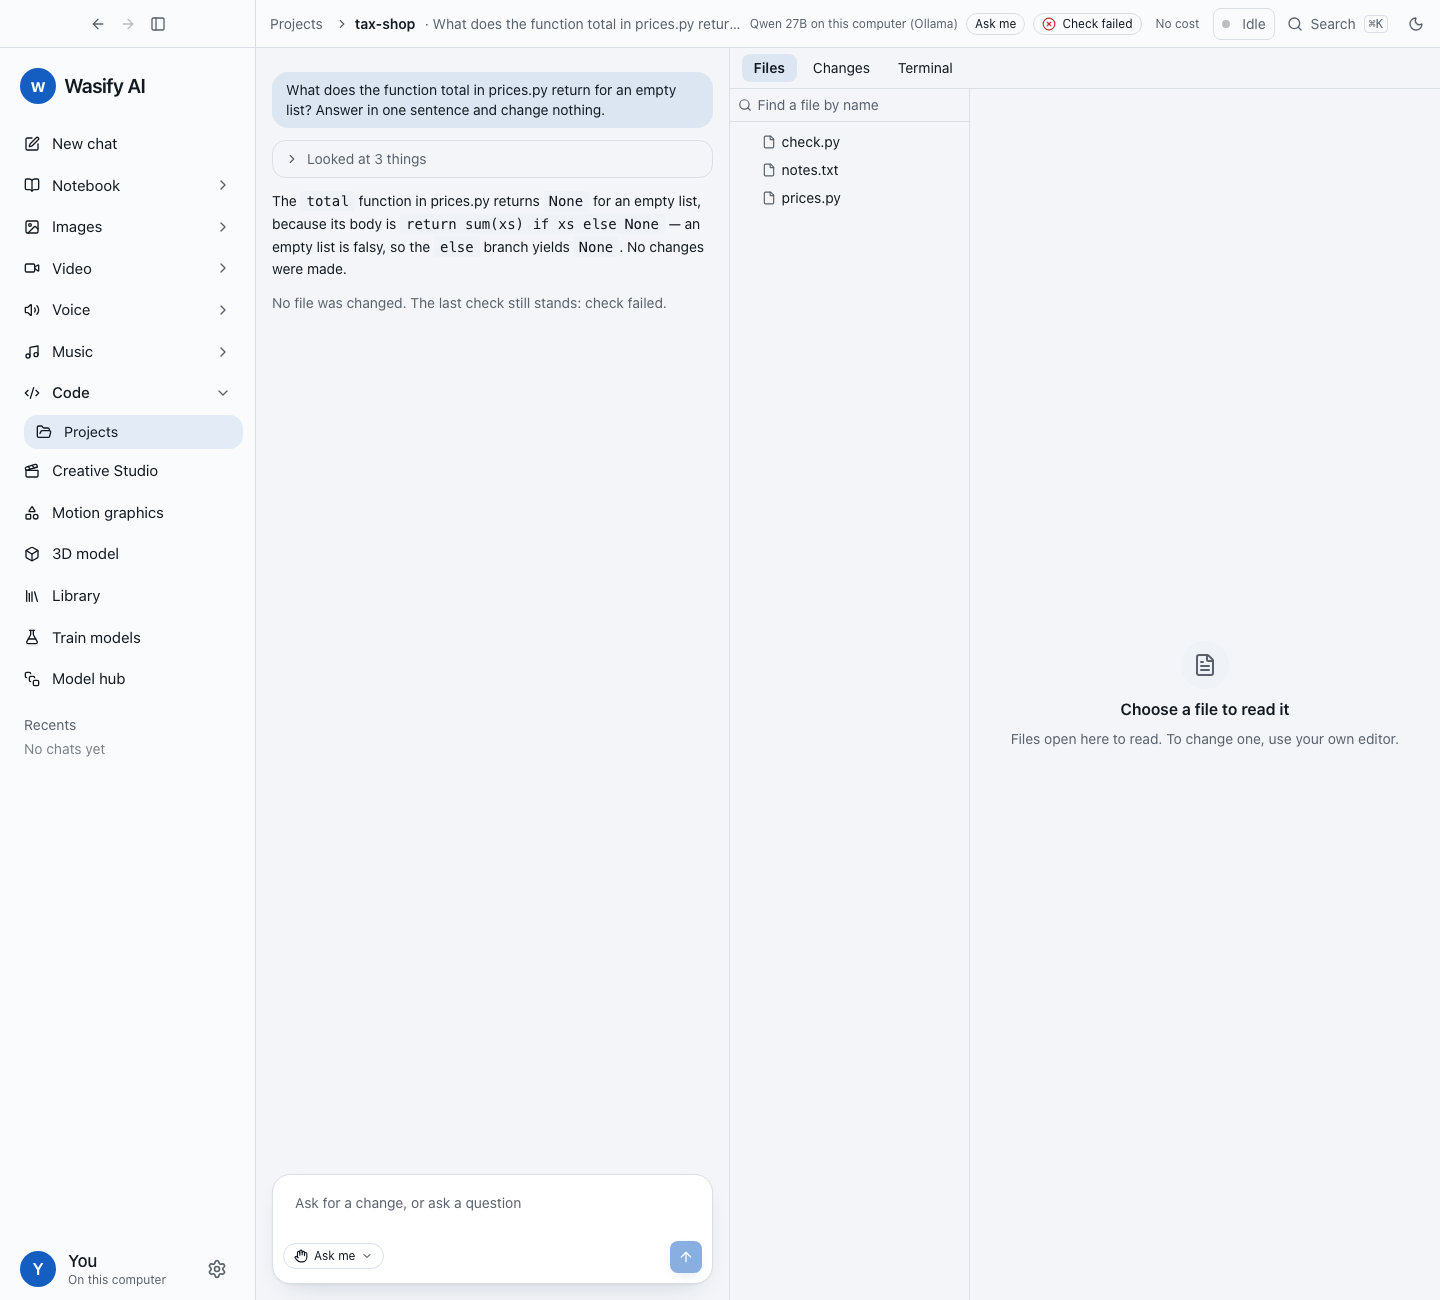 Projects
tax-shop
· What does the function total in prices.py retur...
Qwen 27B on this computer (Ollama)
Ask me
Check failed
No cost
Idle
Search
⌘K
W
Wasify AI
New chat
Notebook
Images
Video
Voice
Music
Code
Projects
Creative Studio
Motion graphics
3D model
Library
Train models
Model hub
Recents
No chats yet
Y
You
On this computer
What does the function total in prices.py return for an empty
list? Answer in one sentence and change nothing.
Looked at 3 things
The total function in prices.py returns None for an empty list,
because its body is return sum(xs) if xs else None — an
empty list is falsy, so the else branch yields None . No changes
were made.
No file was changed. The last check still stands: check failed.
Ask for a change, or ask a question
Ask me
Files
Changes
Terminal
Find a file by name
check.py
notes.txt
prices.py
Choose a file to read it
Files open here to read. To change one, use your own editor.